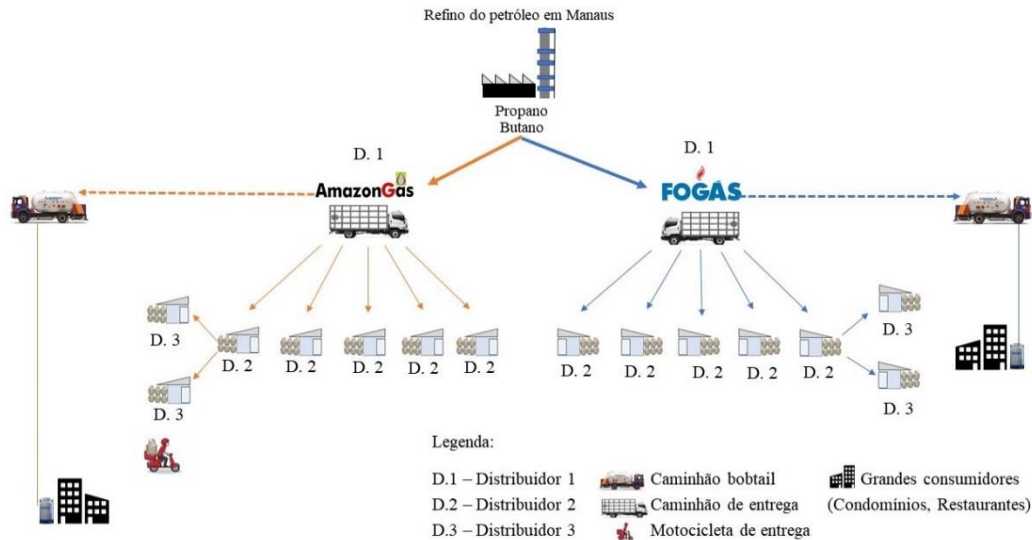 Refino do petróleo em Manaus
Propano
Butano
D. 1
D. 1
AmazonGás
FOGÁS
D. 3
D. 3
D. 2
D. 2
D. 2
D. 2
D. 2
D. 2
D. 2
D. 2
D. 2
D. 2
D. 3
D. 3
Legenda:
D.1 – Distribuidor 1
Caminhão bobtail
Grandes consumidores
D.2 – Distribuidor 2
Caminhão de entrega
(Condomínios, Restaurantes)
D.3 – Distribuidor 3
Motocicleta de entrega